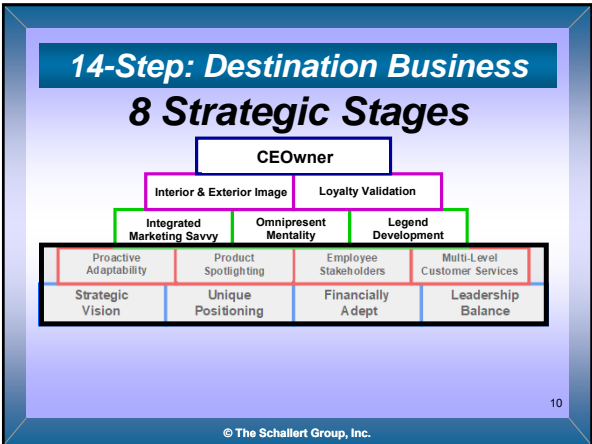 14-Step: Destination Business
8 Strategic Stages
CEOwner
Interior & Exterior Image
Loyalty Validation
Integrated
Marketing Savvy
Omnipresent
Mentality
Legend
Development
Proactive
Adaptability
Product
Spotlighting
Employee
Stakeholders
Multi-Level
Customer Services
Strategic
Vision
Unique
Positioning
Financially
Adept
Leadership
Balance
10
© The Schallert Group, Inc.